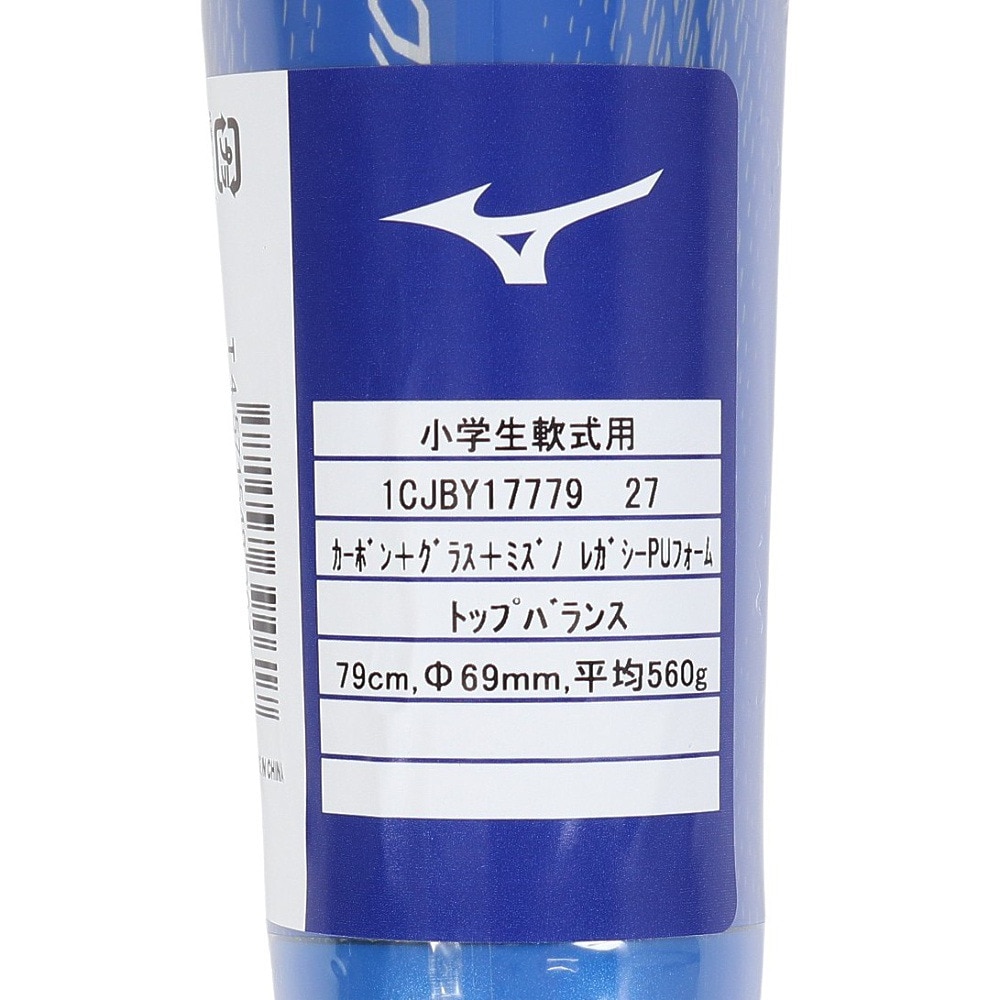 小学生軟式用
1CJBY17779 27
ｶｰﾎﾞﾝ＋ｸﾞﾗｽ＋ﾐｽﾞﾉ ﾚｶﾞｼｰPUﾌｫｰﾑ
ﾄｯﾌﾟﾊﾞﾗﾝｽ
79cm,Φ69mm,平均560g
IN CHINA